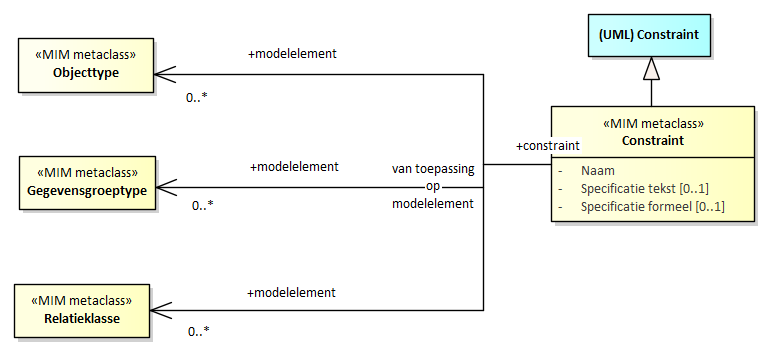 (UML) Constraint
«MIM metaclass»
Objecttype
+modelelement
0..*
«MIM metaclass»
Constraint
- Naam
- Specificatie tekst [0..1]
- Specificatie formeel [0..1]
+constraint
«MIM metaclass»
Gegevensgroeptype
+modelelement
0..*
van toepassing
op
modelelement
«MIM metaclass»
Relatieklasse
+modelelement
0..*